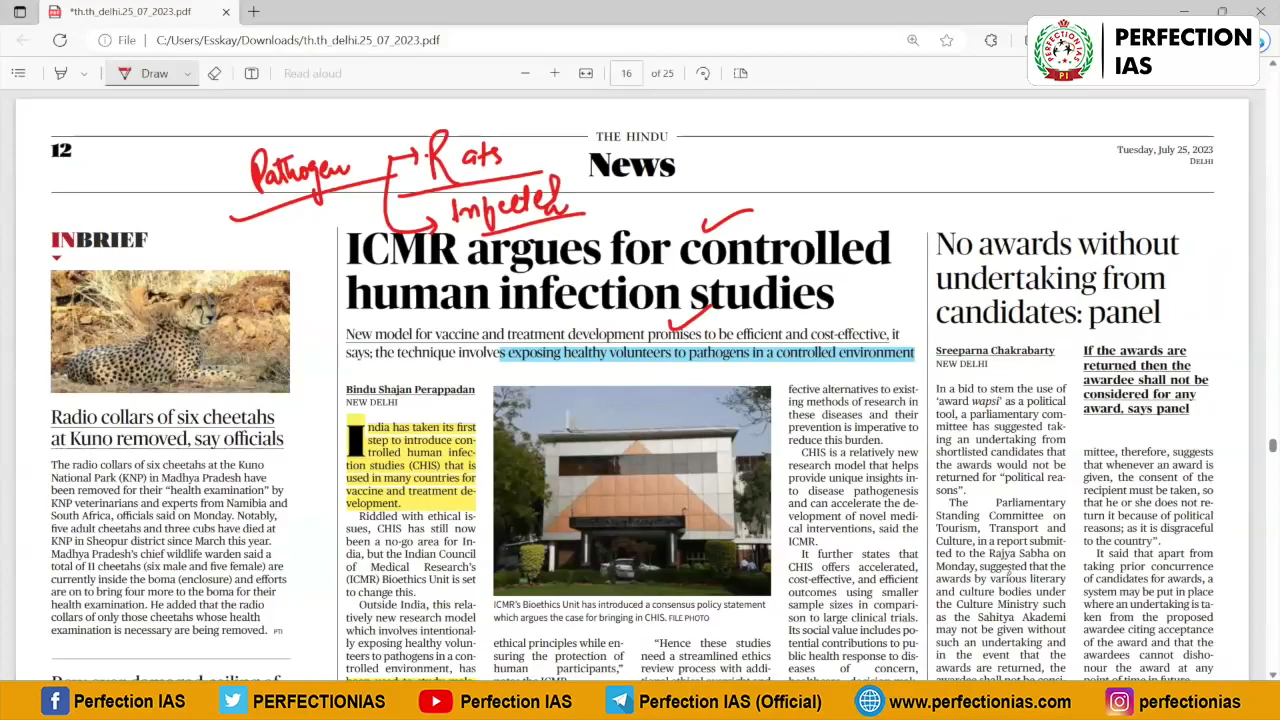 *th.th_delhi.25_07_2023.pdf
File
C:/Users/Esskay/Downloads/th.th_delhi.25_07_2023.pdf
PERFECTION
IAS
Draw
Read aloud
16
of 25
12
THE HINDU
News
Tuesday, July 25, 2023
DELHI
Pathogen
Rats
Infected
INBRIEF
Radio collars of six cheetahs
at Kuno removed, say officials
The radio collars of six cheetahs at the Kuno
National Park (KNP) in Madhya Pradesh have
been removed for their “health examination” by
KNP veterinarians and experts from Namibia and
South Africa, officials said on Monday. Notably,
five adult cheetahs and three cubs have died at
KNP in Sheopur district since March this year.
Madhya Pradesh’s chief wildlife warden said a
total of 11 cheetahs (six male and five female) are
currently inside the boma (enclosure) and efforts
are on to bring four more to the boma for their
health examination. He added that the radio
collars of only those cheetahs whose health
examination is necessary are being removed. PTI
ICMR argues for controlled
human infection studies
New model for vaccine and treatment development promises to be efficient and cost-effective, it
says; the technique involves exposing healthy volunteers to pathogens in a controlled environment
Bindu Shajan Perappadan
NEW DELHI
India has taken its first
step to introduce con-
trolled human infec-
tion studies (CHIS) that is
used in many countries for
vaccine and treatment de-
velopment.
Riddled with ethical is-
sues, CHIS has still now
been a no-go area for In-
dia, but the Indian Council
of Medical Research’s
(ICMR) Bioethics Unit is set
to change this.
Outside India, this rela-
tively new research model
which involves intentional-
ly exposing healthy volun-
teers to pathogens in a con-
trolled environment, has
ICMR’s Bioethics Unit has introduced a consensus policy statement
which argues the case for bringing in CHIS. FILE PHOTO
ethical principles while en-
suring the protection of
human participants,”
“Hence these studies
need a streamlined ethics
review process with addi-
fective alternatives to exist-
ing methods of research in
these diseases and their
prevention is imperative to
reduce this burden.
CHIS is a relatively new
research model that helps
provide unique insights in-
to disease pathogenesis
and can accelerate the de-
velopment of novel med-
ical interventions, said the
ICMR.
It further states that
CHIS offers accelerated,
cost-effective, and efficient
outcomes using smaller
sample sizes in compari-
son to large clinical trials.
Its social value includes po-
tential contributions to pu-
blic health response to dis-
eases of concern,
No awards without
undertaking from
candidates: panel
Sreeparna Chakrabarty
NEW DELHI
In a bid to stem the use of
‘award wapsi’ as a political
tool, a parliamentary com-
mittee has suggested tak-
ing an undertaking from
shortlisted candidates that
the awards would not be
returned for “political rea-
sons”.
The Parliamentary
Standing Committee on
Tourism, Transport and
Culture, in a report submit-
ted to the Rajya Sabha on
Monday, suggested that the
awards by various literary
and culture bodies under
the Culture Ministry such
as the Sahitya Akademi
may not be given without
such an undertaking and
in the event that the
awards are returned, the
If the awards are
returned then the
awardee shall not be
considered for any
award, says panel
mittee, therefore, suggests
that whenever an award is
given, the consent of the
recipient must be taken, so
that he or she does not re-
turn it because of political
reasons; as it is disgraceful
to the country”.
It said that apart from
taking prior concurrence
of candidates for awards, a
system may be put in place
where an undertaking is ta-
ken from the proposed
awardee citing acceptance
of the award and that the
awardees cannot disho-
nour the award at any
Perfection IAS
PERFECTIONIAS
Perfection IAS
Perfection IAS (Official)
www.perfectionias.com
perfectionias